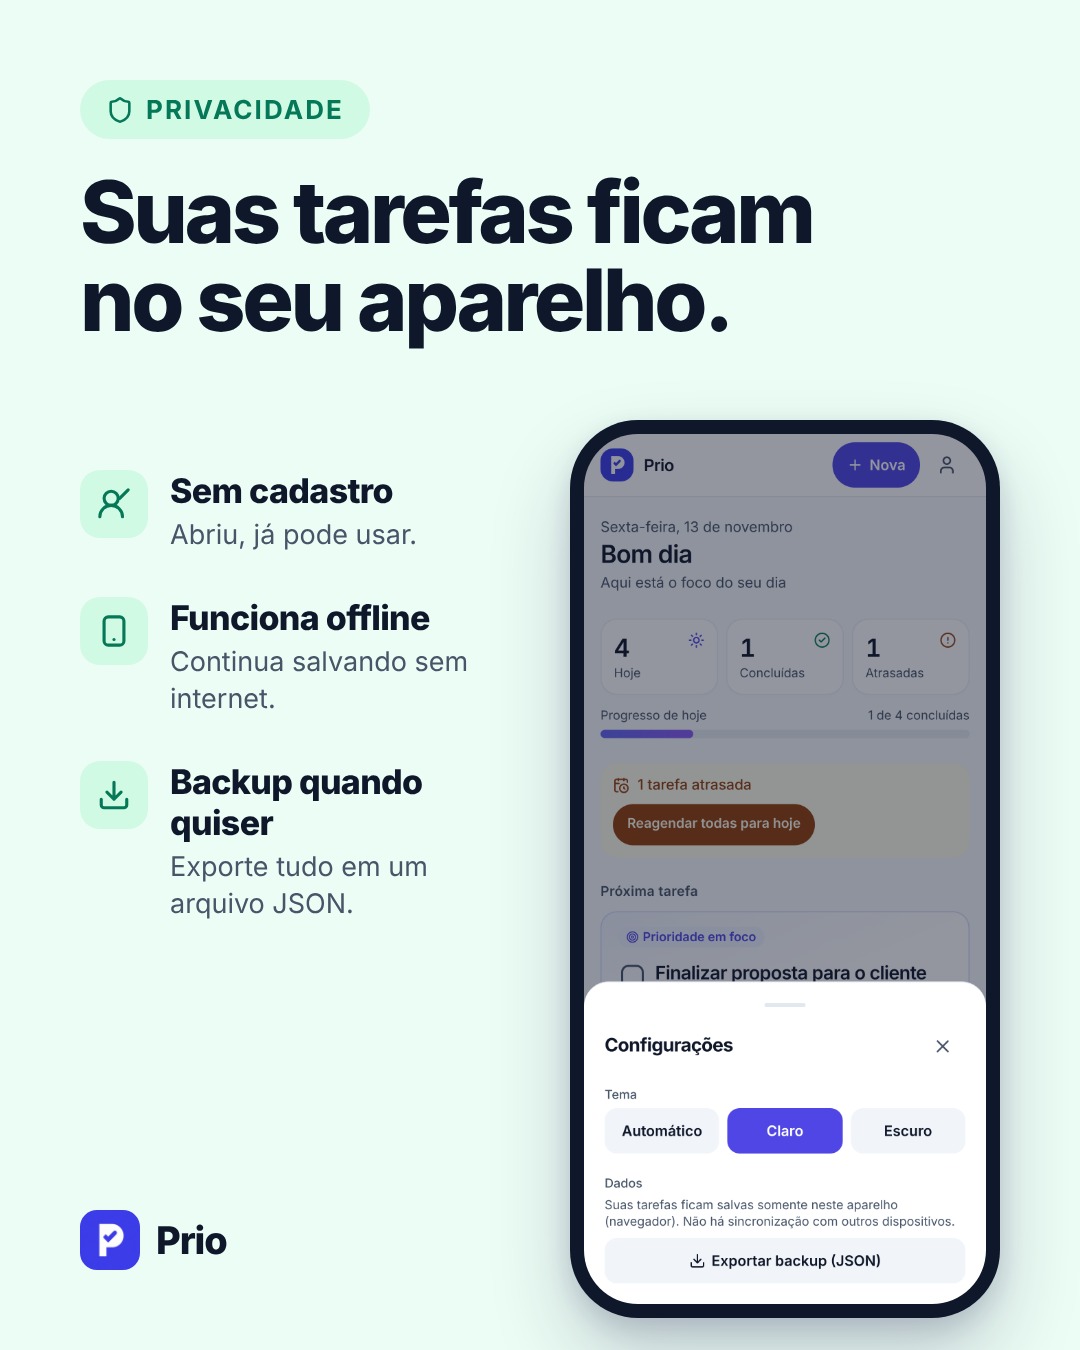 PRIVACIDADE
Suas tarefas ficam
no seu aparelho.
Sem cadastro
Abriu, já pode usar.
Funciona offline
Continua salvando sem
internet.
Backup quando
quiser
Exporte tudo em um
arquivo JSON.
Prio
Prio
+ Nova
Sexta-feira, 13 de novembro
Bom dia
Aqui está o foco do seu dia
4
Hoje
1
Concluídas
1
Atrasadas
Progresso de hoje
1 de 4 concluídas
1 tarefa atrasada
Reagendar todas para hoje
Próxima tarefa
Prioridade em foco
Finalizar proposta para o cliente
Configurações
Tema
Automático
Claro
Escuro
Dados
Suas tarefas ficam salvas somente neste aparelho
(navegador). Não há sincronização com outros dispositivos.
Exportar backup (JSON)